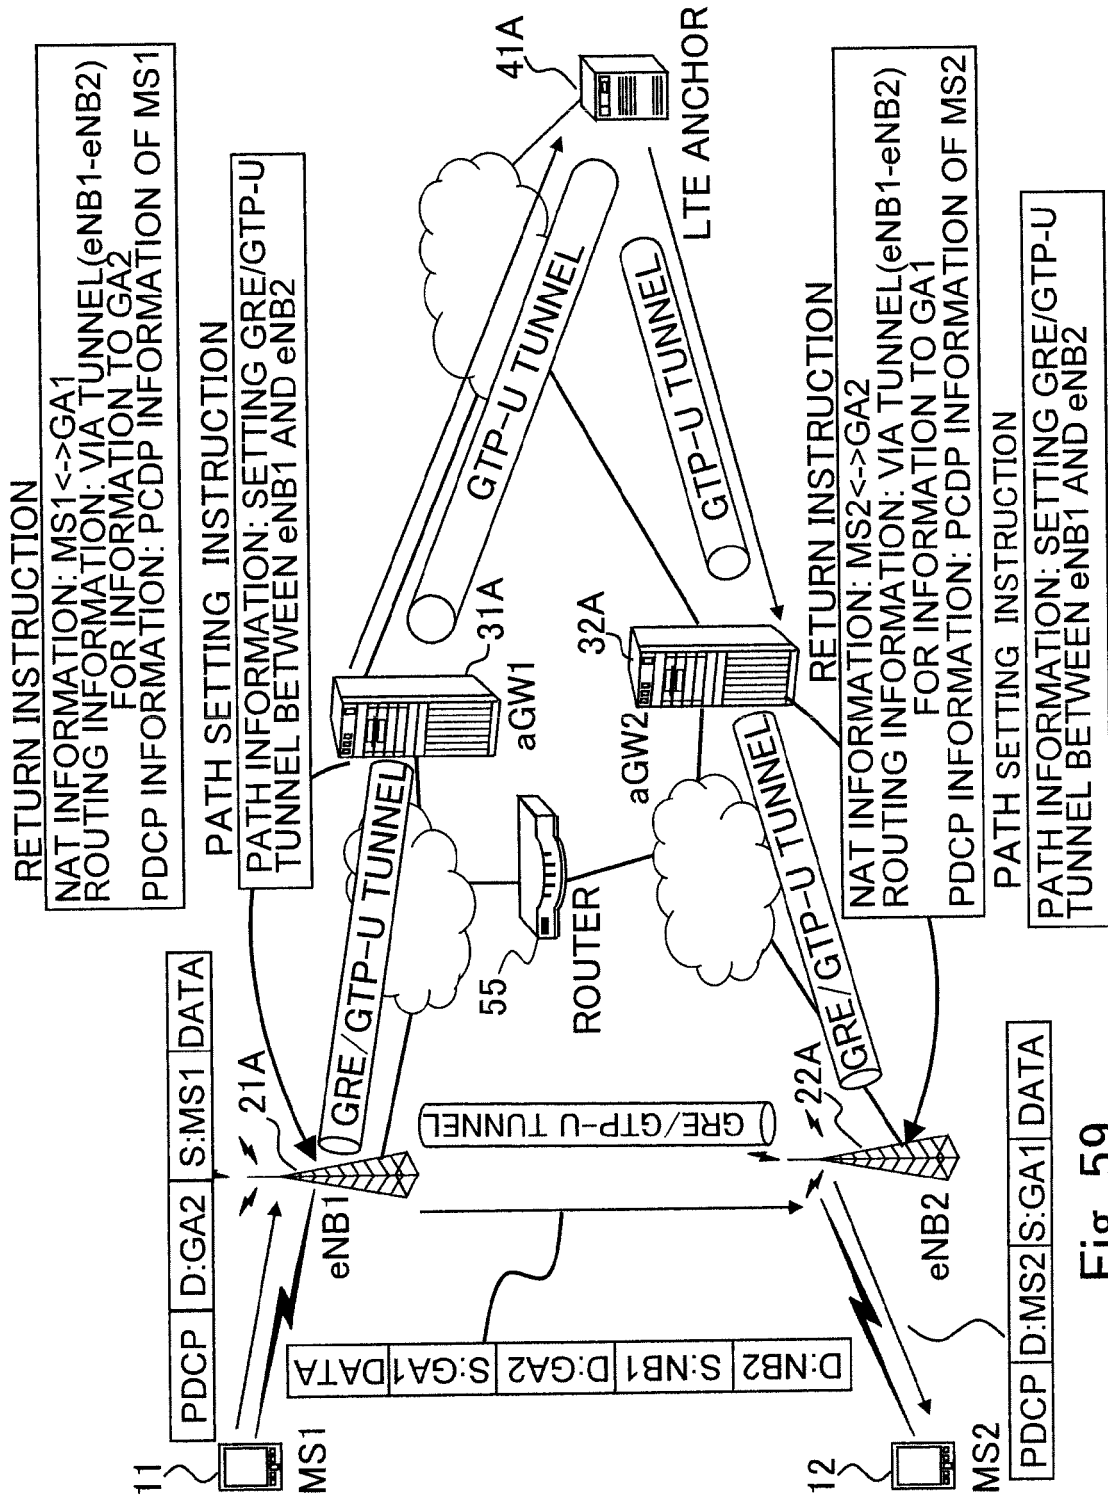 RETURN INSTRUCTION
NAT INFORMATION: MS1<->GA1
ROUTING INFORMATION: VIA TUNNEL(eNB1-eNB2)
FOR INFORMATION TO GA2
PDCP INFORMATION: PCDP INFORMATION OF MS1
PATH SETTING INSTRUCTION
PATH INFORMATION: SETTING GRE/GTP-U
TUNNEL BETWEEN eNB1 AND eNB2
41A
LTE ANCHOR
GTP-U TUNNEL
GTP-U TUNNEL
31A
aGW1
32A
aGW2
GRE/GTP-U TUNNEL
55
ROUTER
GRE/GTP-U TUNNEL
RETURN INSTRUCTION
NAT INFORMATION: MS2<->GA2
ROUTING INFORMATION: VIA TUNNEL(eNB1-eNB2)
FOR INFORMATION TO GA1
PDCP INFORMATION: PCDP INFORMATION OF MS2
PATH SETTING INSTRUCTION
PATH INFORMATION: SETTING GRE/GTP-U
TUNNEL BETWEEN eNB1 AND eNB2
PDCP D:GA2 S:MS1 DATA
21A
eNB1
GRE/GTP-U TUNNEL
22A
eNB2
D:NB2 S:NB1 D:GA2 S:GA1 DATA
11
MS1
12
MS2
PDCP D:MS2 S:GA1 DATA
Fig. 59